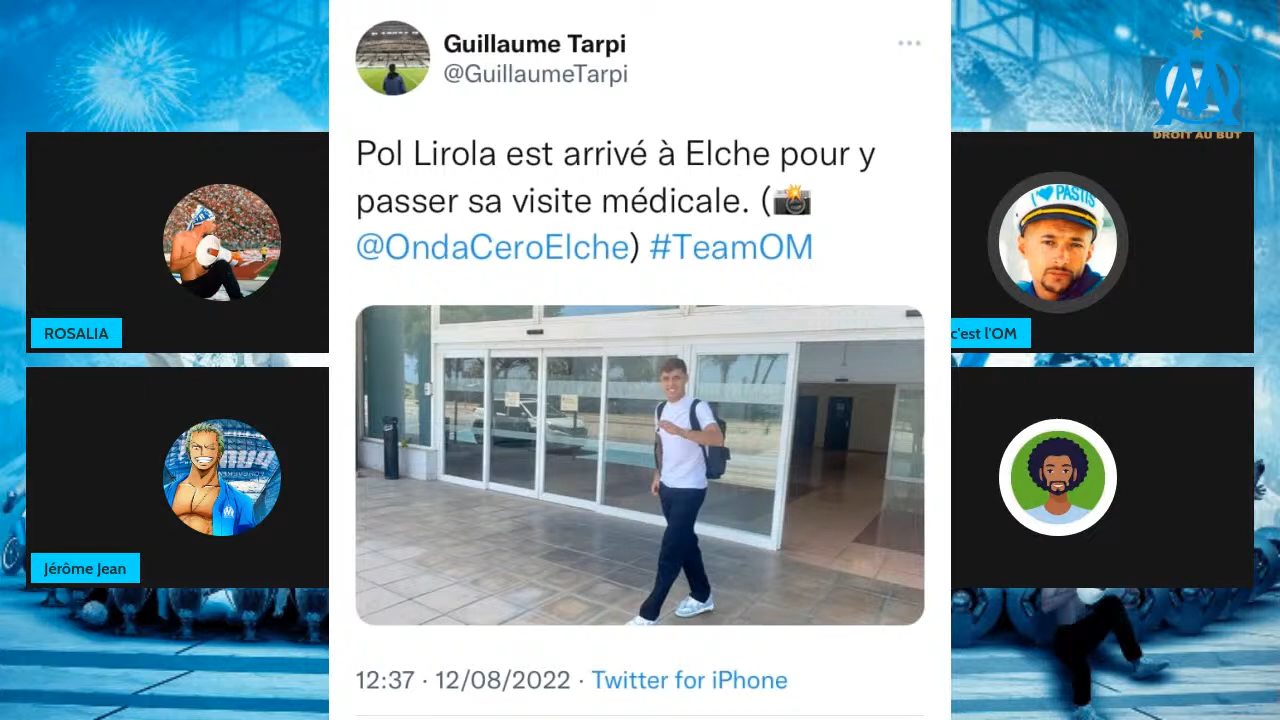 Guillaume Tarpi
@GuillaumeTarpi
Pol Lirola est arrivé à Elche pour y
passer sa visite médicale. (📸
@OndaCeroElche) #TeamOM
12:37 · 12/08/2022 · Twitter for iPhone
DROIT AU BUT
ROSALIA
I ♥ PASTIS
c'est l'OM
Jérôme Jean